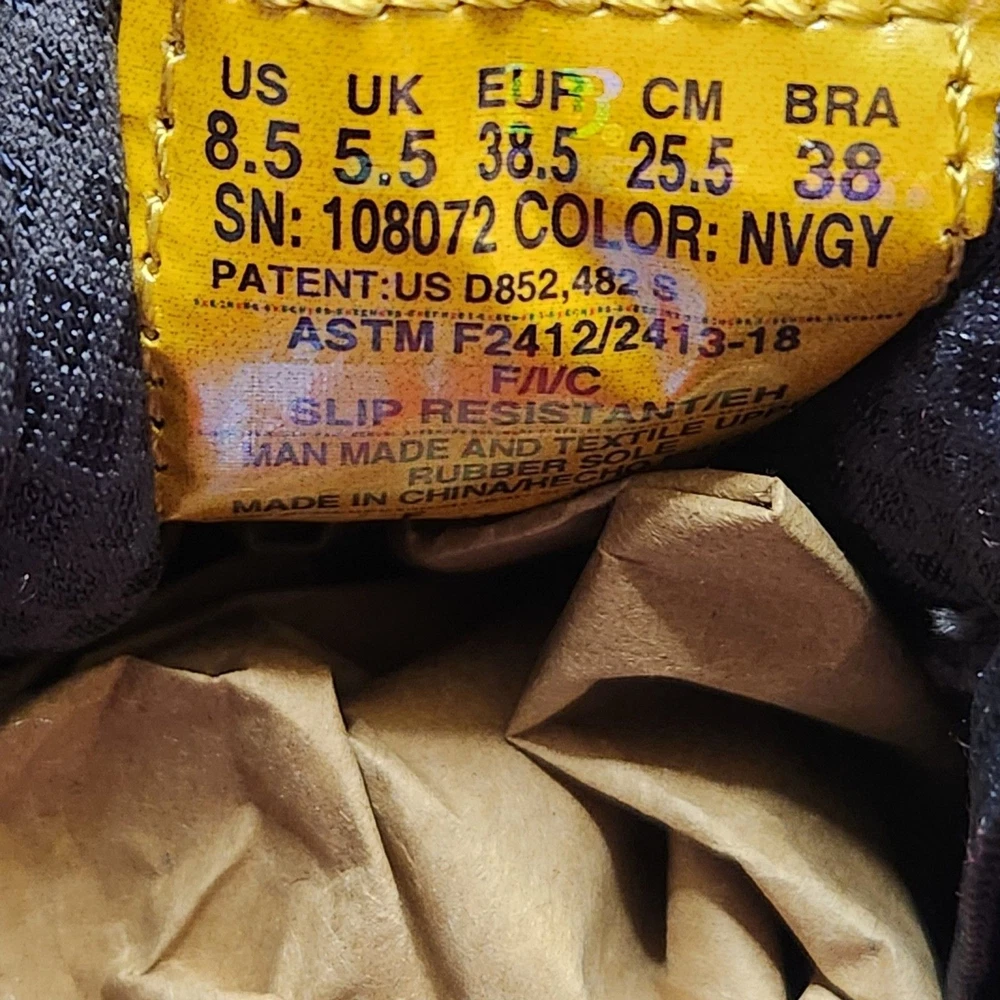 US UK EUR CM BRA
8.5 5.5 38.5 25.5 38
SN: 108072 COLOR: NVGY
PATENT:US D852,482 S
ASTM F2412/2413-18
F/I/C
SLIP RESISTANT/EH
MAN MADE AND TEXTILE
RUBBER SOLE
MADE IN CHINA/HECHO